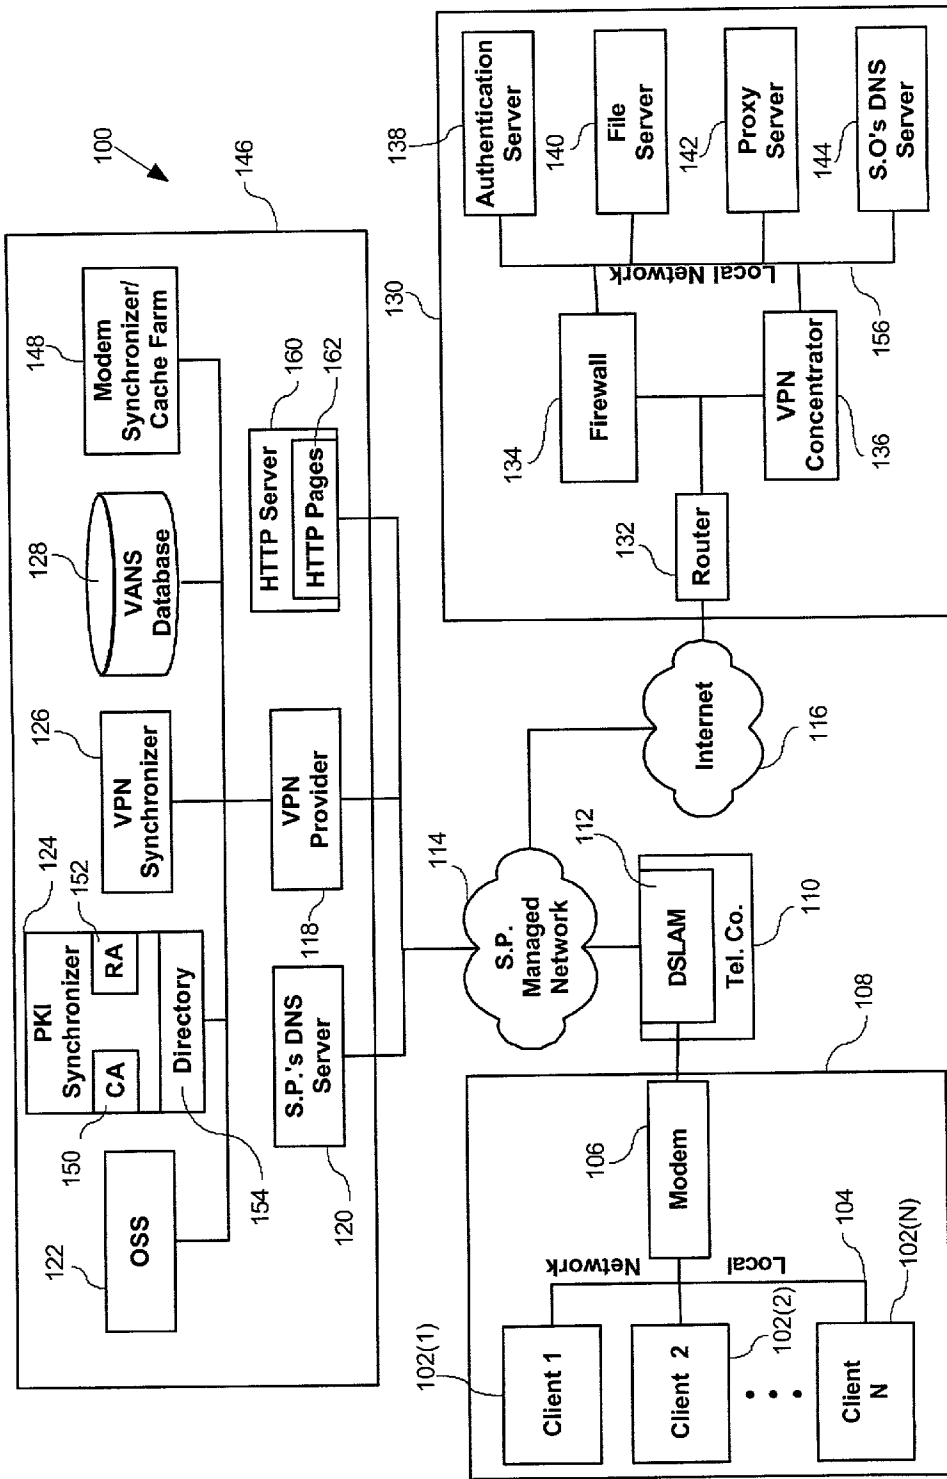 100
146
122
OSS
124
PKI
Synchronizer
150
CA
152
RA
Directory
154
126
VPN
Synchronizer
128
VANS
Database
148
Modem
Synchronizer/
Cache Farm
120
S.P.'s DNS
Server
118
VPN
Provider
160
HTTP Server
162
HTTP Pages
114
S.P.
Managed
Network
Internet
116
112
DSLAM
Tel. Co.
110
108
102(1)
Client 1
Client 2
102(2)
Client
N
102(N)
104
Network
Local
106
Modem
130
132
Router
134
Firewall
VPN
Concentrator
136
Local Network
156
138
Authentication
Server
140
File
Server
142
Proxy
Server
144
S.O's DNS
Server